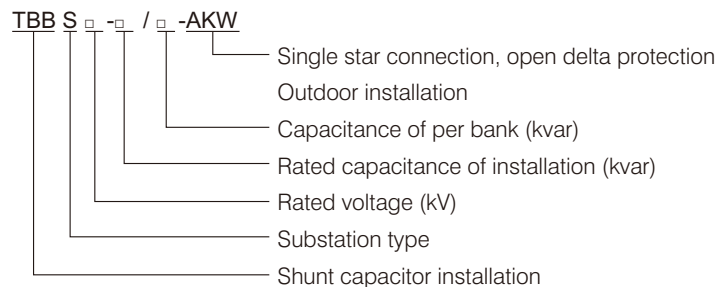 TBB S □ -□ / □ -AKW
Single star connection, open delta protection
Outdoor installation
Capacitance of per bank (kvar)
Rated capacitance of installation (kvar)
Rated voltage (kV)
Substation type
Shunt capacitor installation